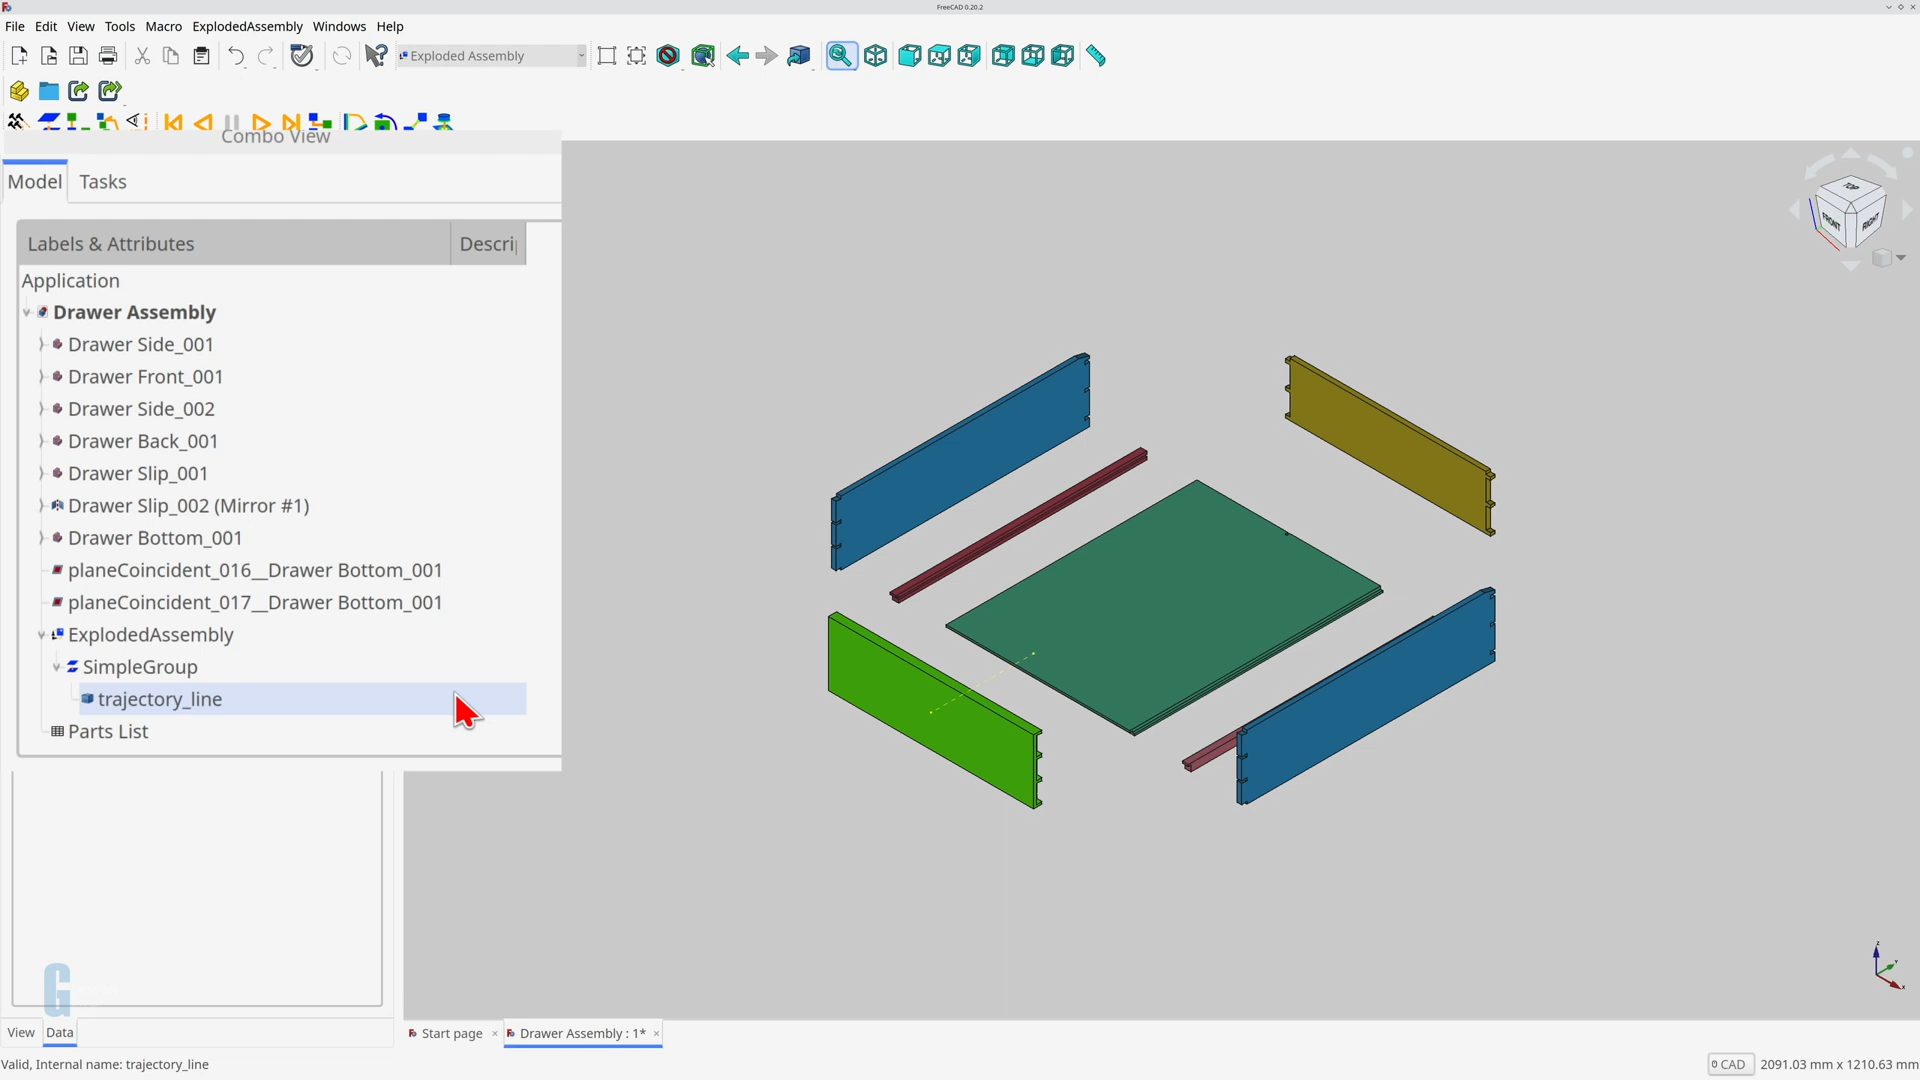 FreeCAD 0.20.2
File Edit View Tools Macro ExplodedAssembly Windows Help
Exploded Assembly
Combo View
Model Tasks
Labels & Attributes Descri
Application
Drawer Assembly
Drawer Side_001
Drawer Front_001
Drawer Side_002
Drawer Back_001
Drawer Slip_001
Drawer Slip_002 (Mirror #1)
Drawer Bottom_001
planeCoincident_016__Drawer Bottom_001
planeCoincident_017__Drawer Bottom_001
ExplodedAssembly
SimpleGroup
trajectory_line
Parts List
TOP
FRONT RIGHT
Z
Y
X
G
View Data
Start page
Drawer Assembly : 1*
Valid, Internal name: trajectory_line
CAD 2091.03 mm x 1210.63 mm